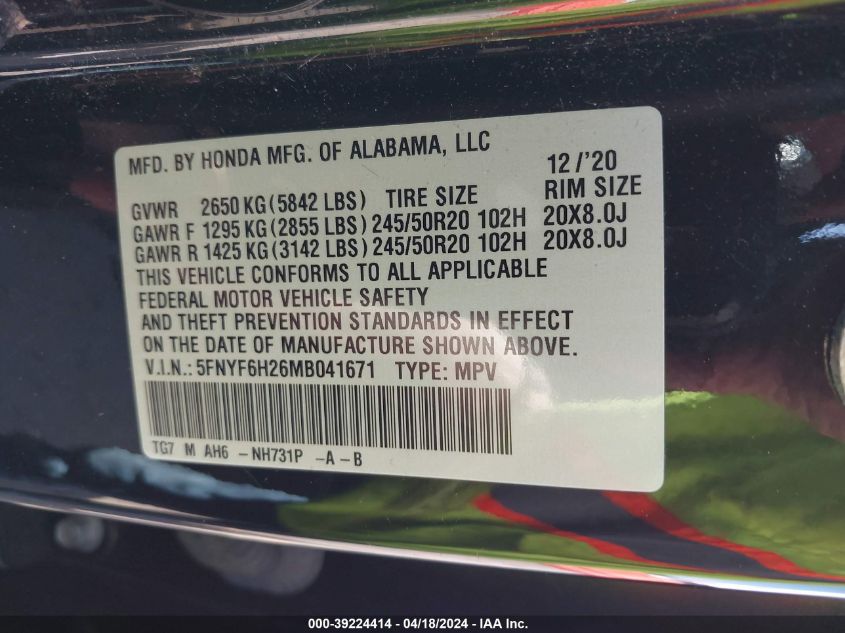 MFD. BY HONDA MFG. OF ALABAMA, LLC 12/'20
GVWR 2650 KG (5842 LBS) TIRE SIZE RIM SIZE
GAWR F 1295 KG (2855 LBS) 245/50R20 102H 20X8.0J
GAWR R 1425 KG (3142 LBS) 245/50R20 102H 20X8.0J
THIS VEHICLE CONFORMS TO ALL APPLICABLE
FEDERAL MOTOR VEHICLE SAFETY
AND THEFT PREVENTION STANDARDS IN EFFECT
ON THE DATE OF MANUFACTURE SHOWN ABOVE.
V.I.N.: 5FNYF6H26MB041671 TYPE: MPV
TG7 M AH6 -NH731P -A -B
000-39224414 - 04/18/2024 - IAA Inc.